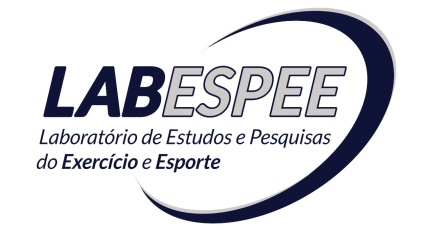 LABESPEE
Laboratório de Estudos e Pesquisas
do Exercício e Esporte